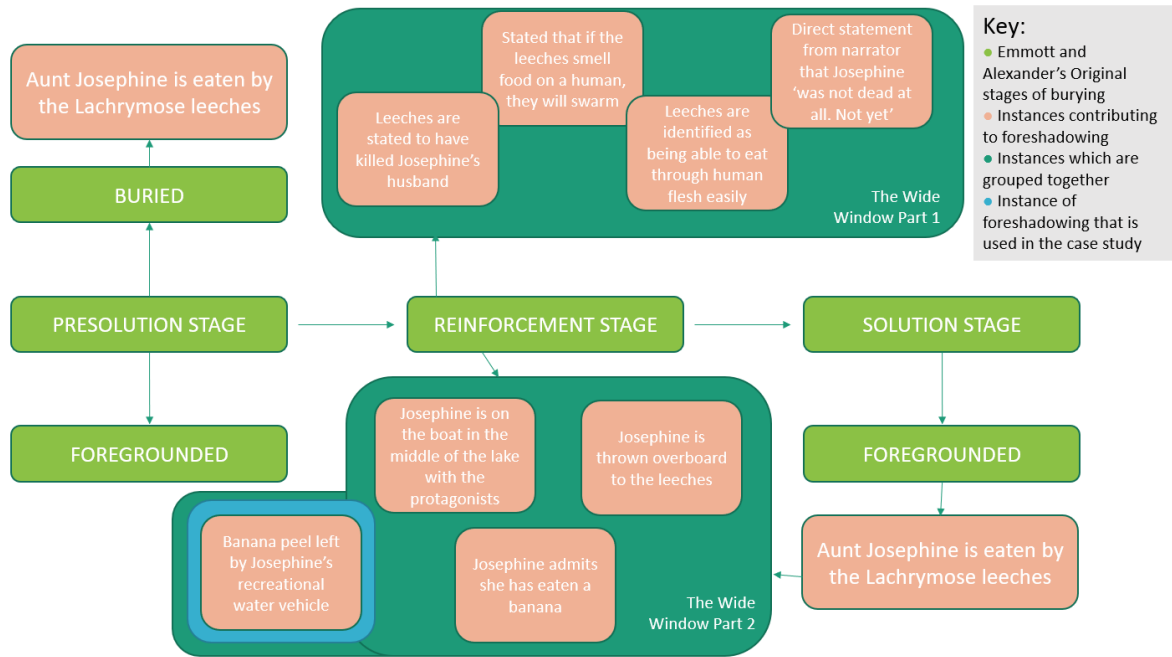 Aunt Josephine is eaten by
the Lachrymose leeches
BURIED
PRESOLUTION STAGE
FOREGROUNDED
Stated that if the
leeches smell
food on a human,
they will swarm
Direct statement
from narrator
that Josephine
‘was not dead at
all. Not yet’
Leeches are
stated to have
killed Josephine’s
husband
Leeches are
identified as
being able to eat
through human
flesh easily
The Wide
Window Part 1
Key:
● Emmott and
Alexander’s Original
stages of burying
● Instances contributing
to foreshadowing
● Instances which are
grouped together
● Instance of
foreshadowing that is
used in the case study
REINFORCEMENT STAGE
SOLUTION STAGE
Josephine is on
the boat in the
middle of the lake
with the
protagonists
Josephine is
thrown overboard
to the leeches
Banana peel left
by Josephine’s
recreational
water vehicle
Josephine admits
she has eaten a
banana
The Wide
Window Part 2
FOREGROUNDED
Aunt Josephine is eaten by
the Lachrymose leeches